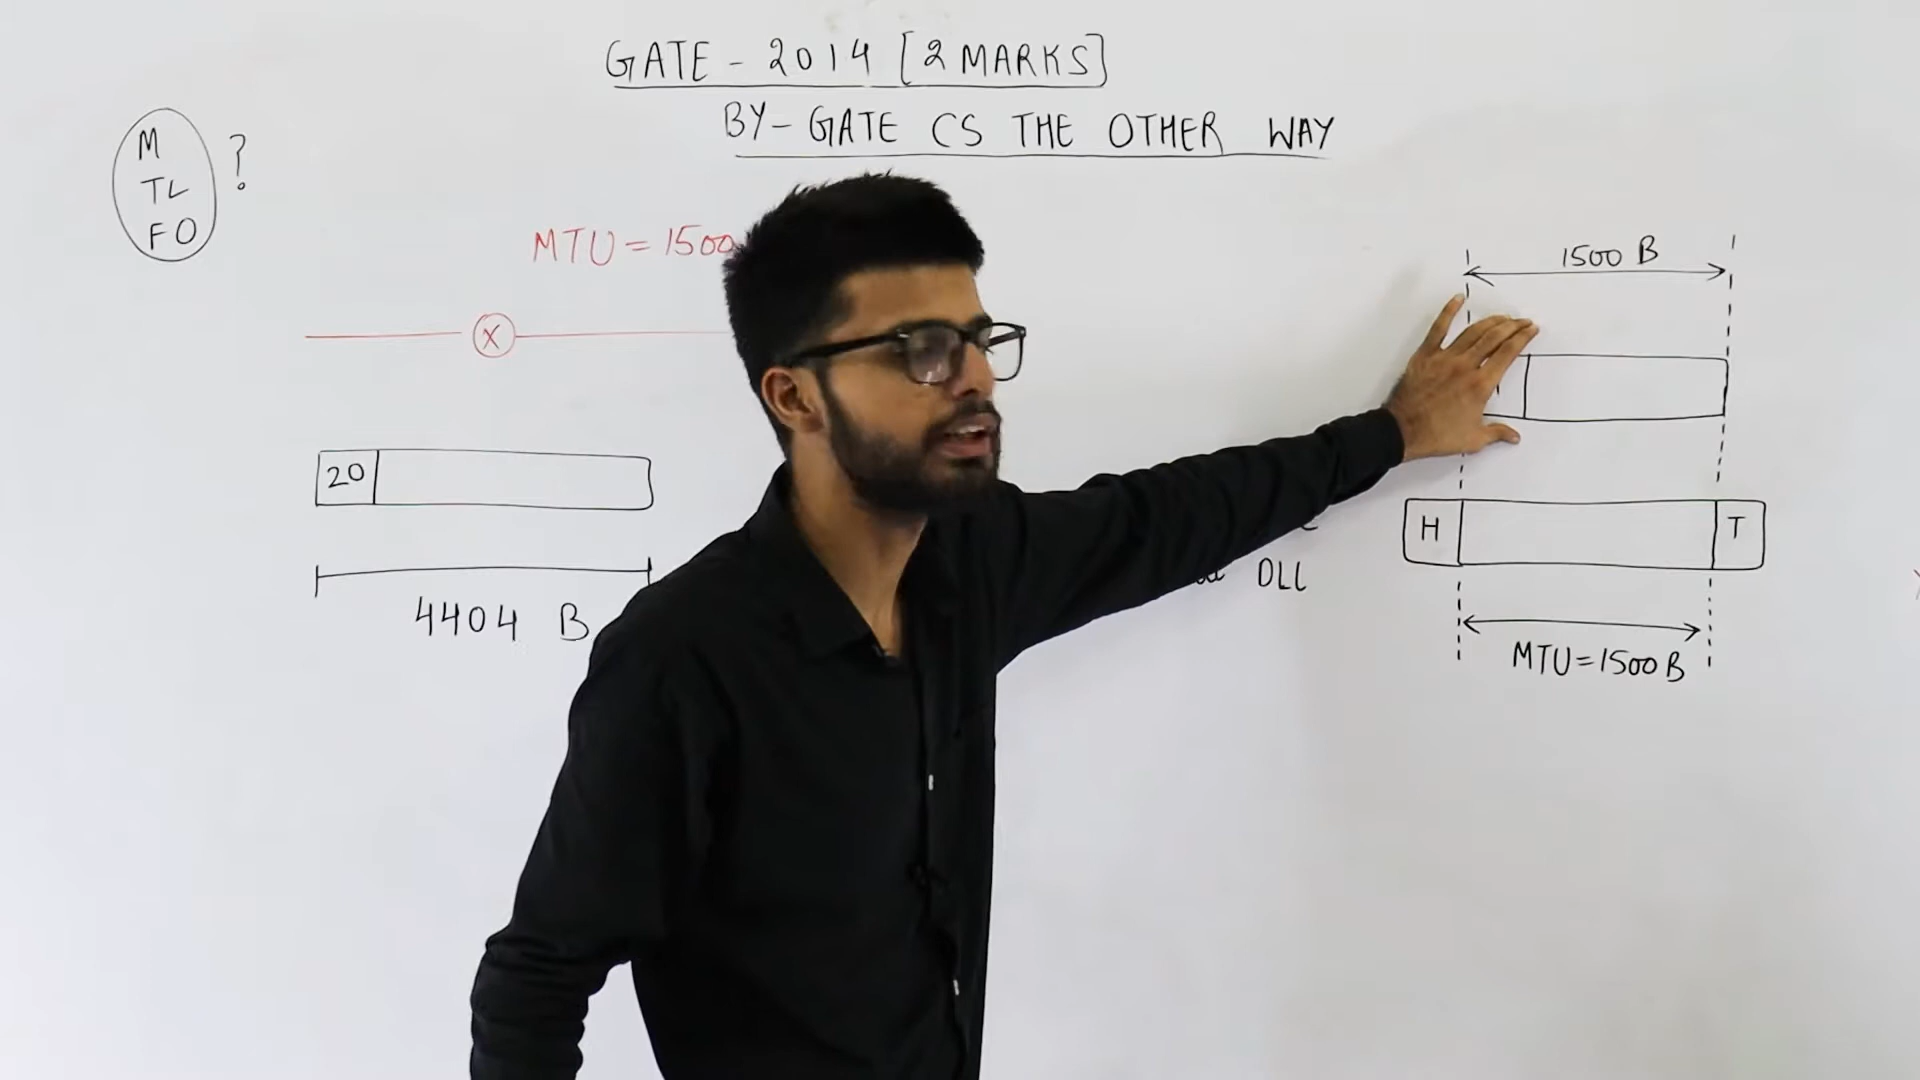 GATE - 2014 [2 MARKS]
BY - GATE CS THE OTHER WAY
M
TL
FO
?
MTU = 1500
X
20
4404 B
1500 B
H
T
DLL
MTU = 1500 B